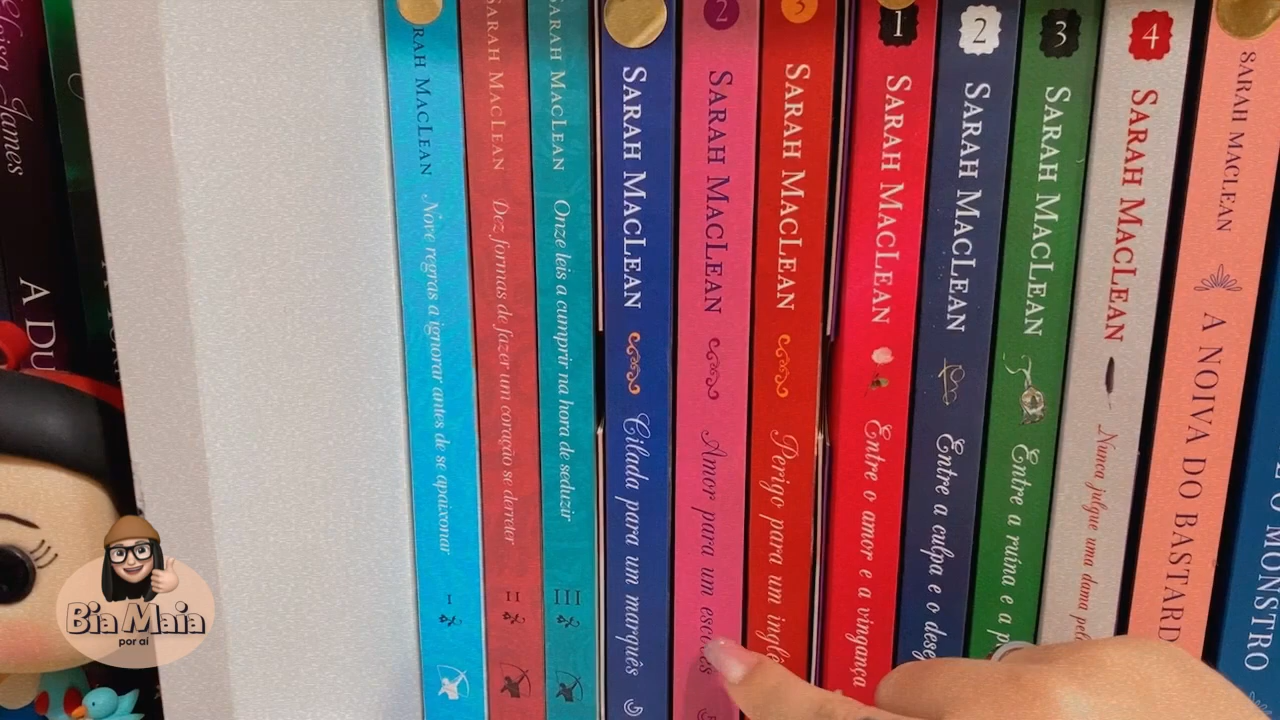 Eloisa James
A DU
RAH MACLEAN Nove regras a ignorar antes de se apaixonar I
SARAH MACLEAN Dez formas de fazer um coração se derreter II
SARAH MACLEAN Onze leis a cumprir na hora de seduzir III
SARAH MACLEAN Cilada para um marquês
2 SARAH MACLEAN Amor para um
3 SARAH MACLEAN Perigo para um inglê
1 SARAH MACLEAN Entre o amor e a vingança
2 SARAH MACLEAN Entre a culpa e o dese
3 SARAH MACLEAN Entre a ruína e a p
4 SARAH MACLEAN Nunca julgue uma dama pel
SARAH MACLEAN A NOIVA DO BASTARD
O MONSTRO
Bia Maia
por aí